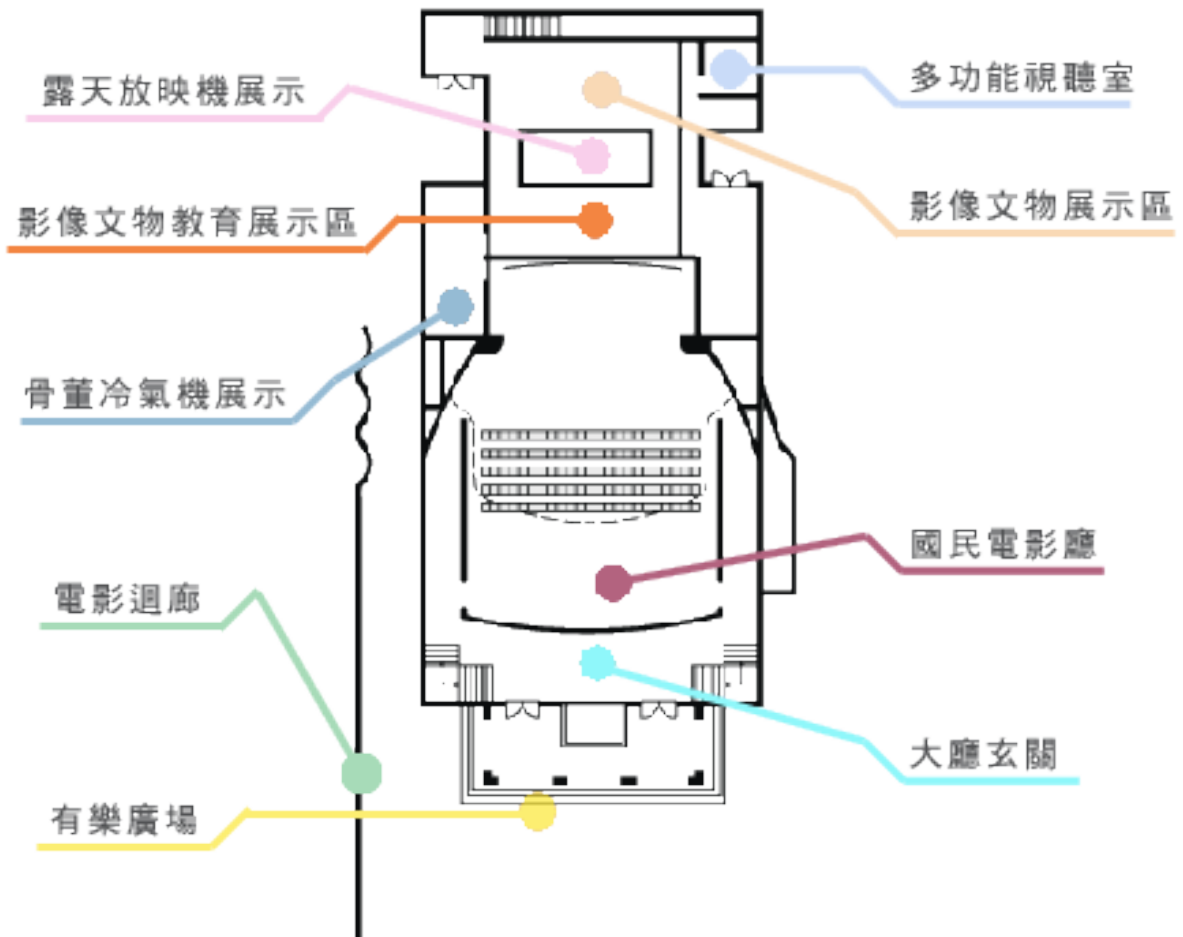 露天放映機展示
多功能視聽室
影像文物教育展示區
影像文物展示區
骨董冷氣機展示
國民電影廳
電影迴廊
大廳玄關
有樂廣場